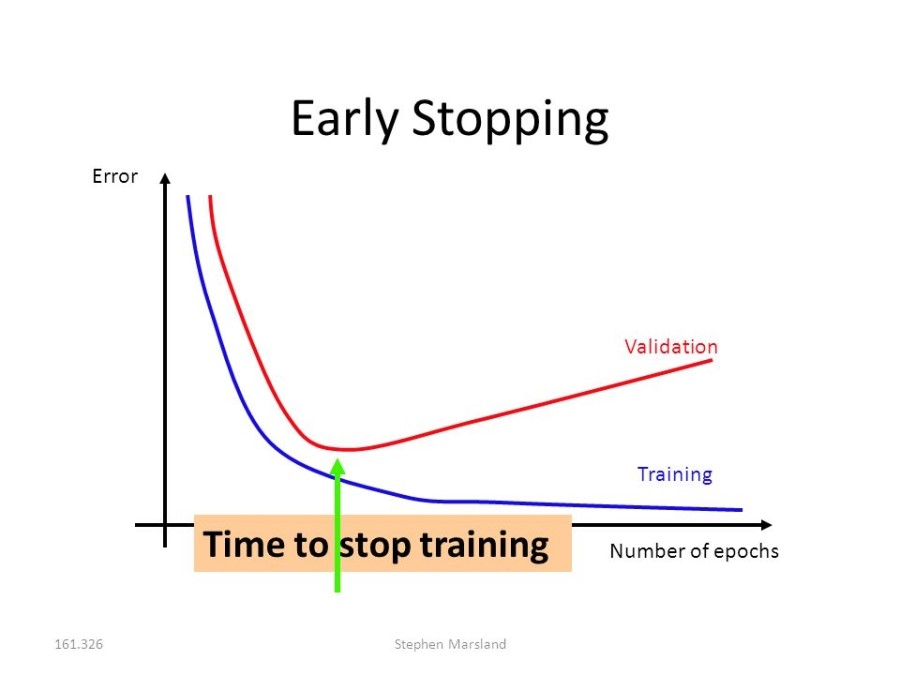 Early Stopping
Error
Validation
Training
Time to stop training
Number of epochs
161.326
Stephen Marsland